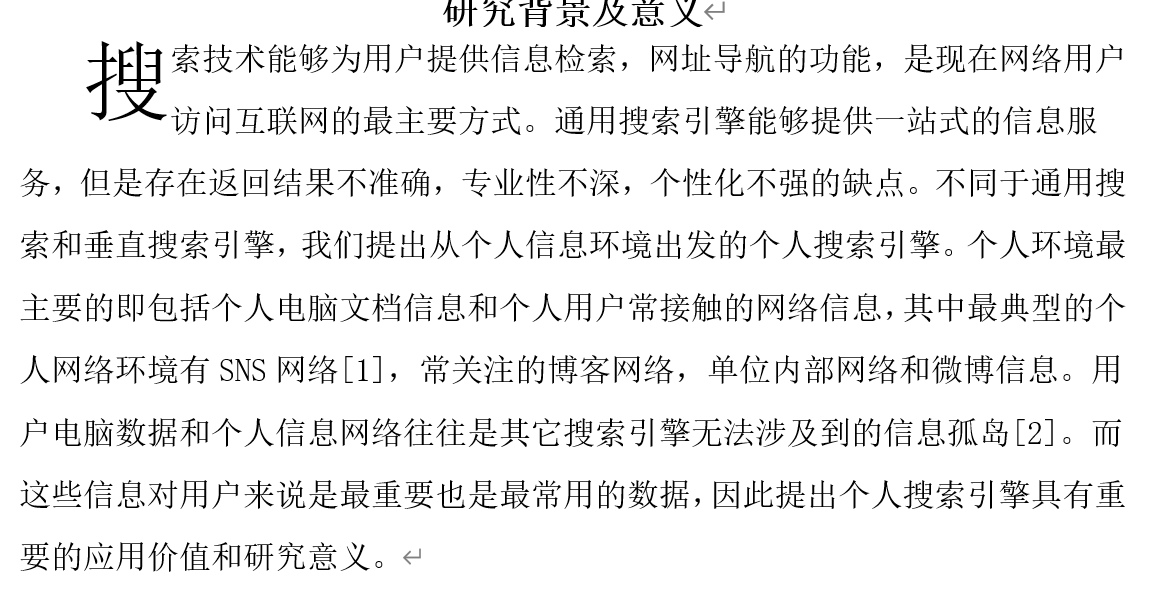 研究背景及意义
搜索技术能够为用户提供信息检索，网址导航的功能，是现在网络用户
访问互联网的最主要方式。通用搜索引擎能够提供一站式的信息服
务，但是存在返回结果不准确，专业性不深，个性化不强的缺点。不同于通用搜
索和垂直搜索引擎，我们提出从个人信息环境出发的个人搜索引擎。个人环境最
主要的即包括个人电脑文档信息和个人用户常接触的网络信息，其中最典型的个
人网络环境有 SNS 网络[1]，常关注的博客网络，单位内部网络和微博信息。用
户电脑数据和个人信息网络往往是其它搜索引擎无法涉及到的信息孤岛[2]。而
这些信息对用户来说是最重要也是最常用的数据，因此提出个人搜索引擎具有重
要的应用价值和研究意义。